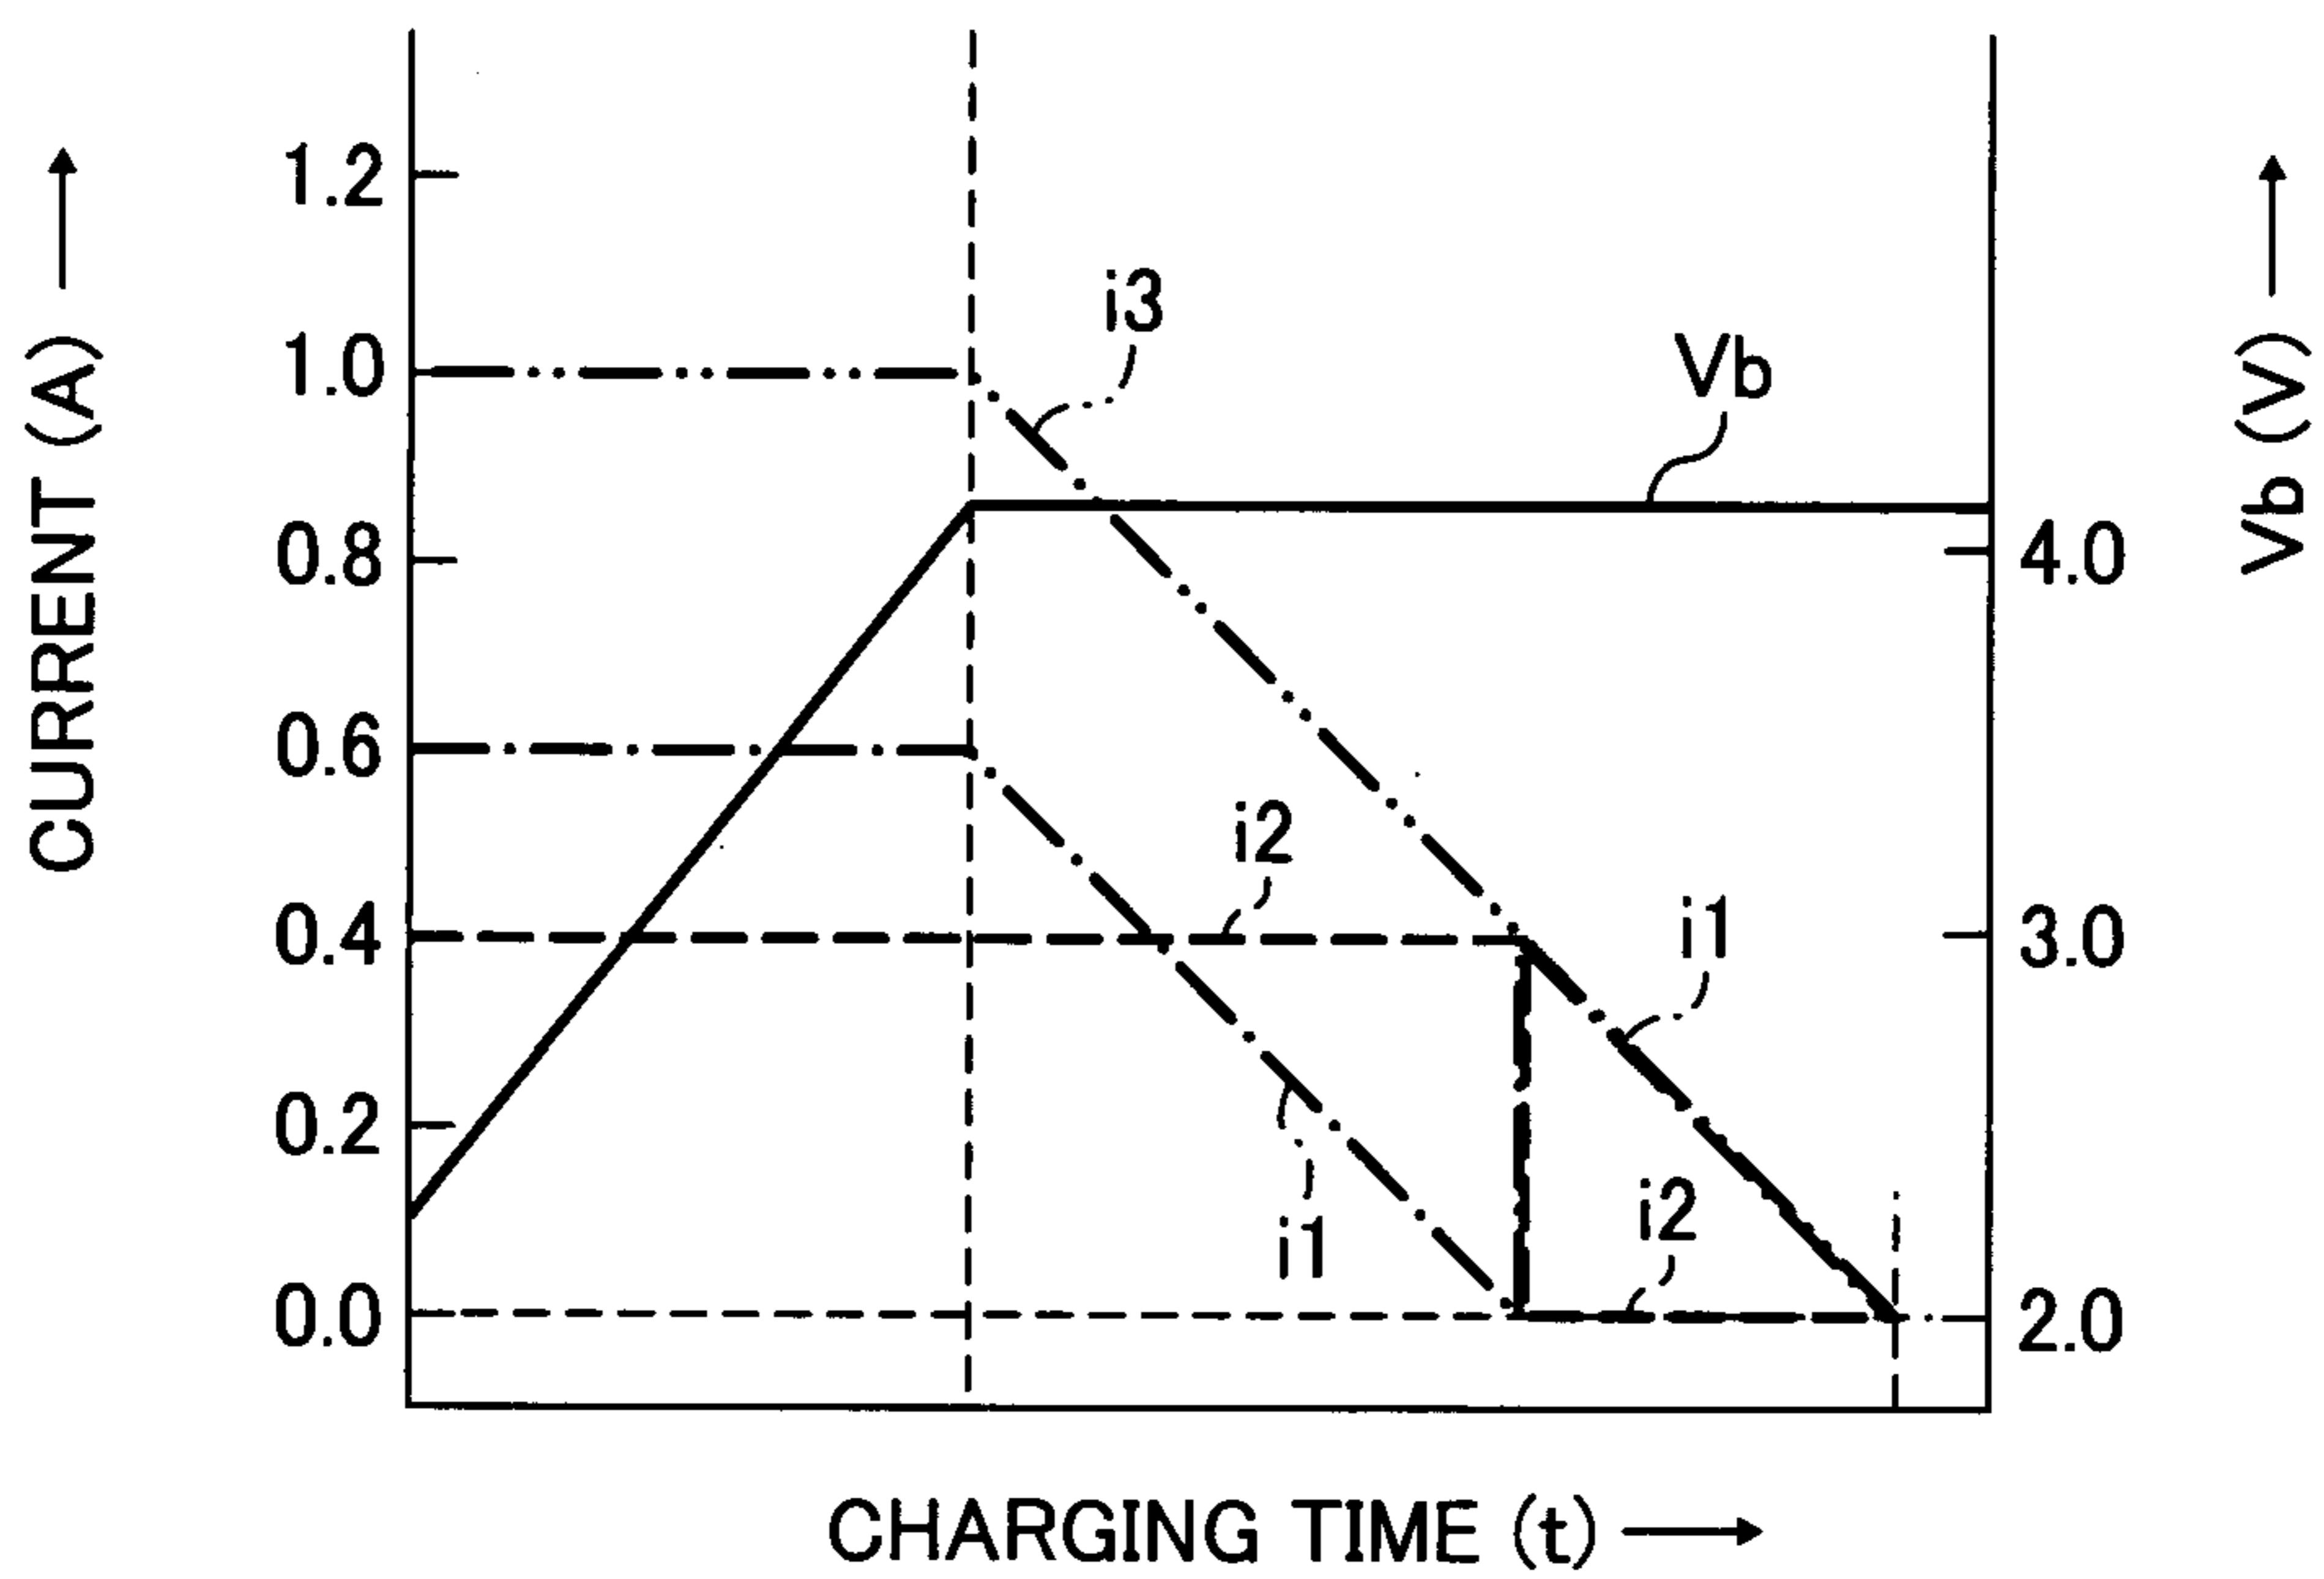 CURRENT (A)
1.2
1.0
0.8
0.6
0.4
0.2
0.0
i3
Vb
i2
i1
i1
i2
4.0
3.0
2.0
Vb (V)
CHARGING TIME (t)